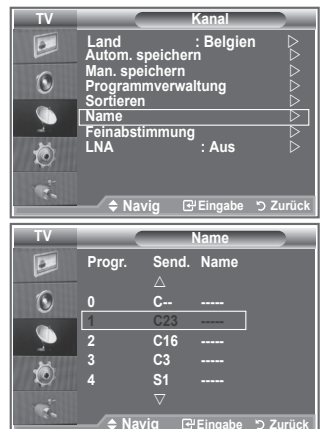 TV Kanal
Land : Belgien
Autom. speichern
Man. speichern
Programmverwaltung
Sortieren
Name
Feinabstimmung
LNA : Aus
Navig Eingabe Zurück
TV Name
Progr. Send. Name
0 C-- -----
1 C23 -----
2 C16 -----
3 C3 -----
4 S1 -----
Navig Eingabe Zurück